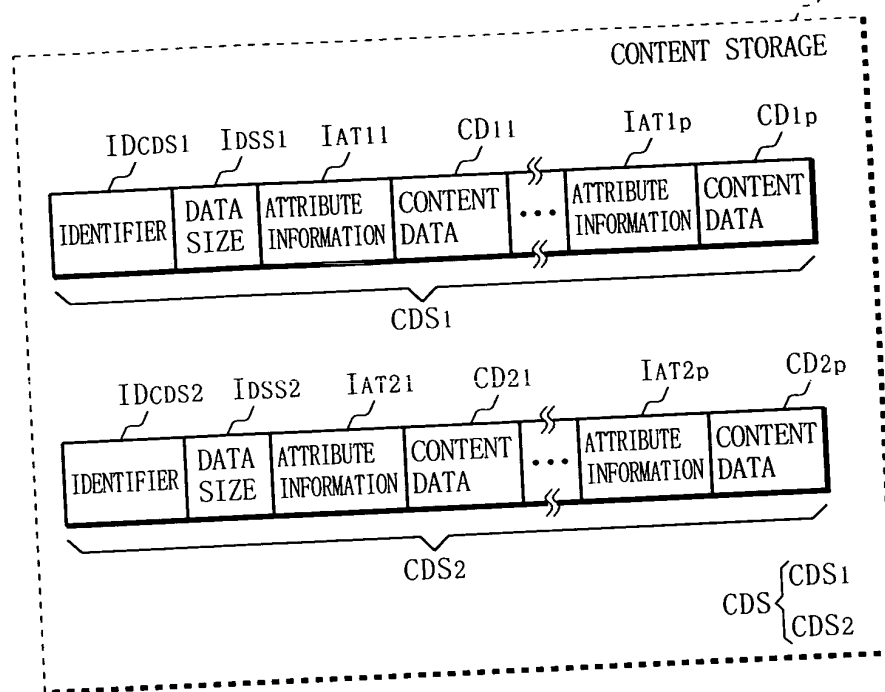 CONTENT STORAGE
IDCDS1 IDSS1 IAT11 CD11 IAT1p CD1p
IDENTIFIER DATA SIZE ATTRIBUTE INFORMATION CONTENT DATA ... ATTRIBUTE INFORMATION CONTENT DATA
CDS1
IDCDS2 IDSS2 IAT21 CD21 IAT2p CD2p
IDENTIFIER DATA SIZE ATTRIBUTE INFORMATION CONTENT DATA ... ATTRIBUTE INFORMATION CONTENT DATA
CDS2
CDS { CDS1
CDS2